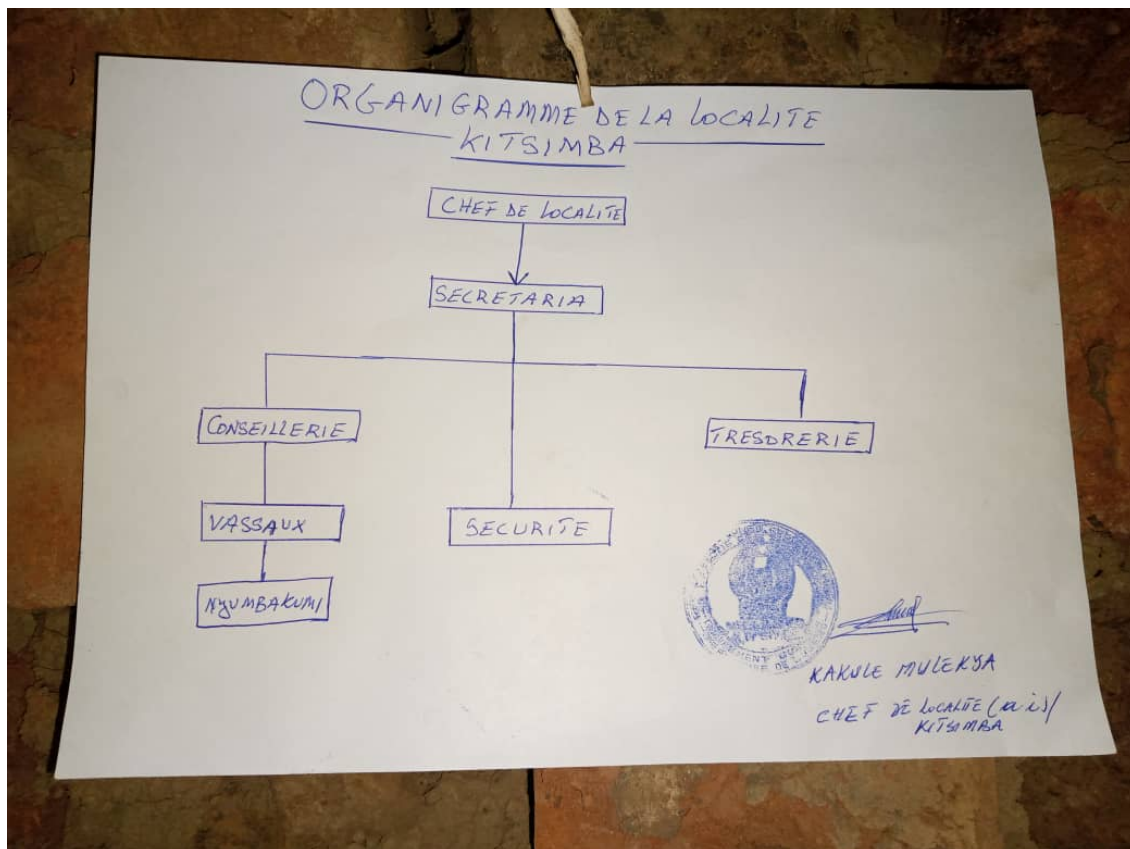 ORGANIGRAMME DE LA LOCALITE
KITSIMBA
CHEF DE LOCALITE
SECRETARIA
CONSEILLERIE
TRESORERIE
VASSAUX
SECURITE
NYUMBAKUMI
KAKULE MULEKYA
CHEF DE LOCALITE (a i)/
KITSIMBA